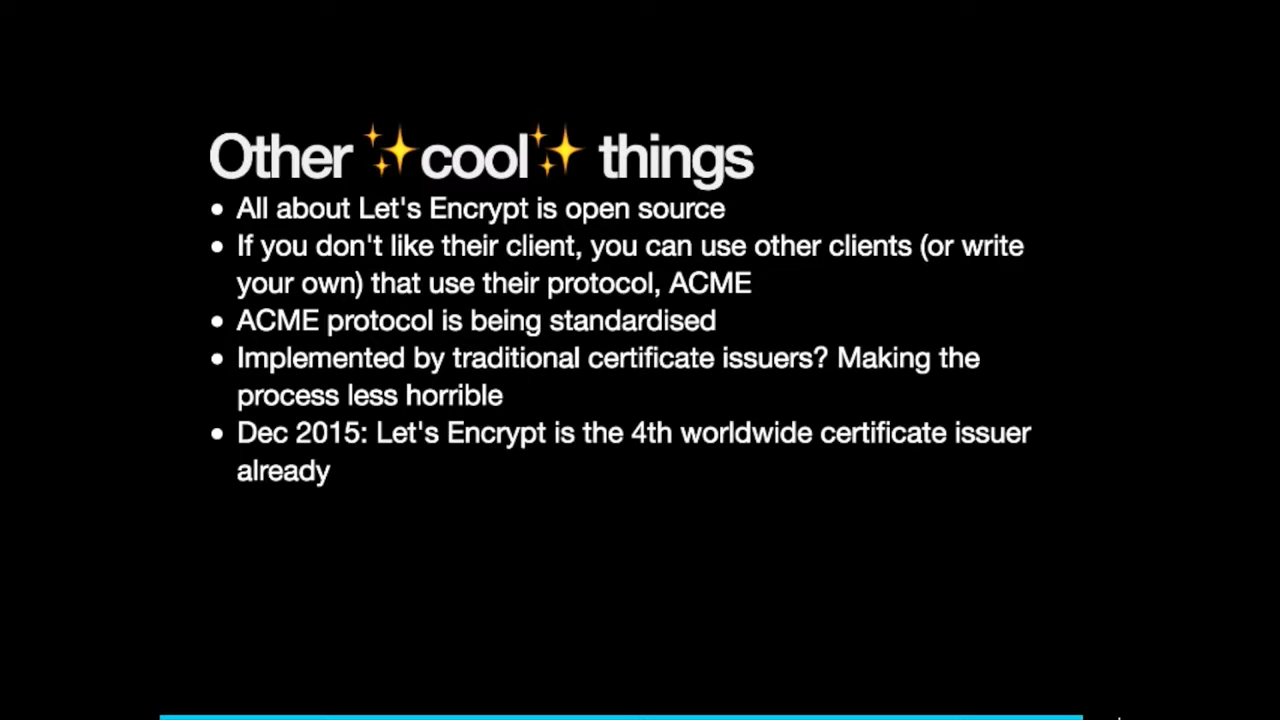 Other ✨cool✨ things
• All about Let's Encrypt is open source
• If you don't like their client, you can use other clients (or write
your own) that use their protocol, ACME
• ACME protocol is being standardised
• Implemented by traditional certificate issuers? Making the
process less horrible
• Dec 2015: Let's Encrypt is the 4th worldwide certificate issuer
already